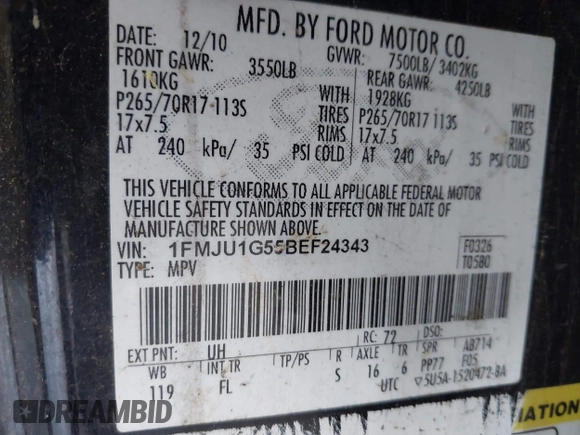 MFD. BY FORD MOTOR CO.
DATE: 12/10
GVWR: 7500LB/ 3402KG
FRONT GAWR: 3550LB
REAR GAWR: 4250LB
1610KG WITH
1928KG WITH
P265/70R17 113S TIRES
P265/70R17 113S TIRES
17x7.5 RIMS
17x7.5 RIMS
AT 240 kPa/ 35 PSI COLD
AT 240 kPa/ 35 PSI COLD
THIS VEHICLE CONFORMS TO ALL APPLICABLE FEDERAL MOTOR
VEHICLE SAFETY STANDARDS IN EFFECT ON THE DATE OF
MANUFACTURE SHOWN ABOVE.
VIN: 1FMJU1G55BEF24343
TYPE: MPV
F0326
T0580
EXT PNT: UH RC: 72 DSO:
WB INT TR TP/PS R AXLE TR SPR AB714
119 FL S 16 6 PP77 F05
UTC ▽5U5A-1520472-BA
IATION
DREAMBID